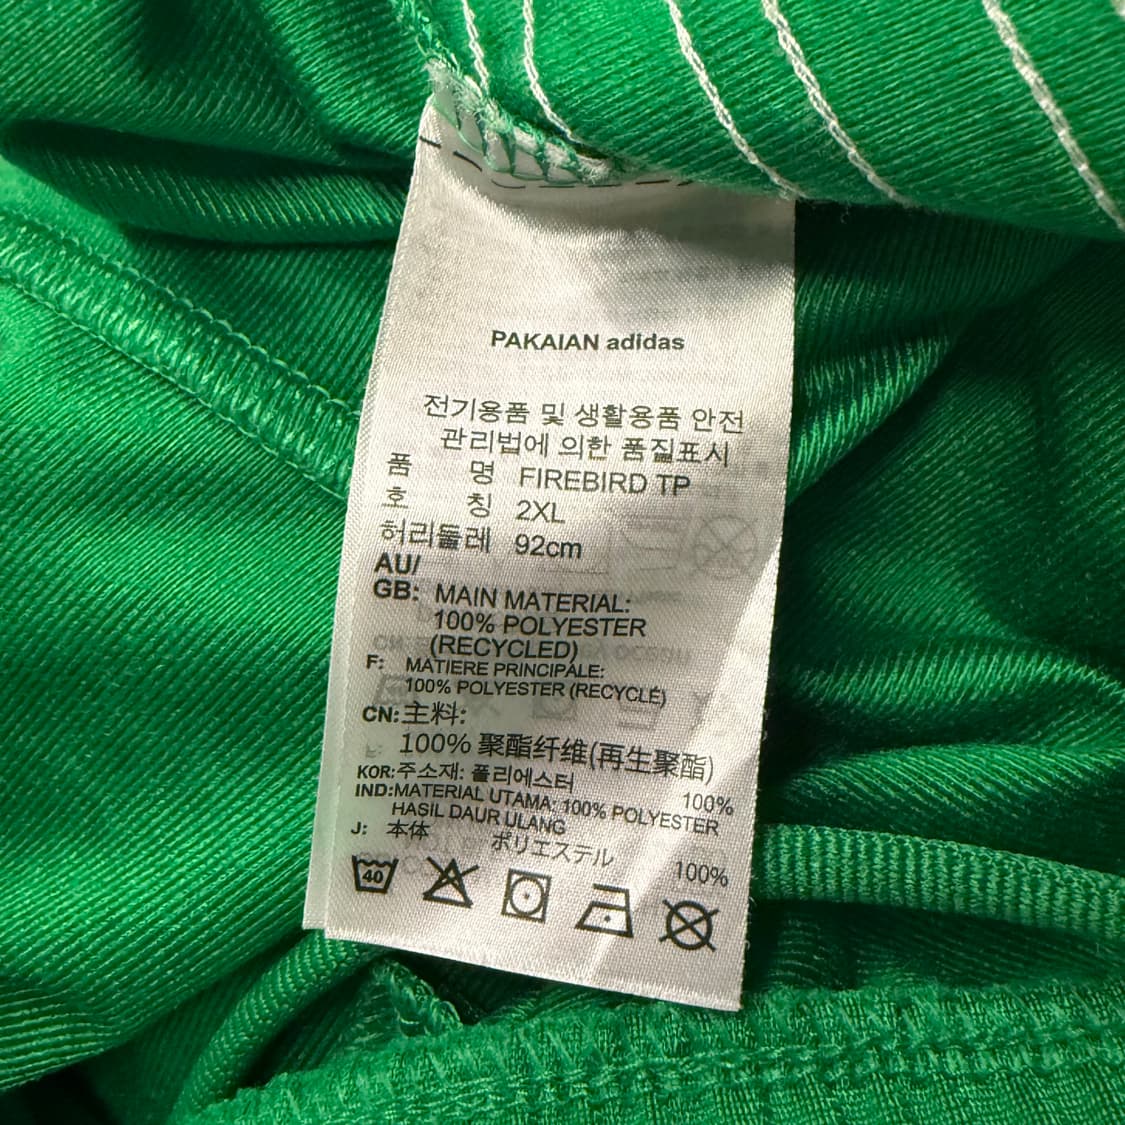 PAKAIAN adidas
전기용품 및 생활용품 안전
관리법에 의한 품질표시
품 명 FIREBIRD TP
호 칭 2XL
허리둘레 92cm
AU/
GB: MAIN MATERIAL:
100% POLYESTER
(RECYCLED)
F: MATIERE PRINCIPALE:
100% POLYESTER (RECYCLÉ)
CN:主料:
100% 聚酯纤维(再生聚酯)
KOR:주소재: 폴리에스터 100%
IND:MATERIAL UTAMA: 100% POLYESTER
HASIL DAUR ULANG
J: 本体 ポリエステル 100%
40